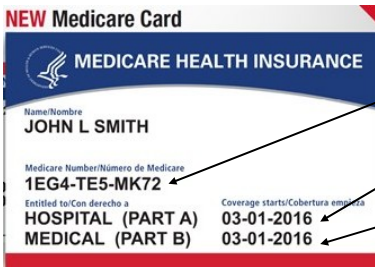 NEW Medicare Card
MEDICARE HEALTH INSURANCE
Name/Nombre
JOHN L SMITH
Medicare Number/Número de Medicare
1EG4-TE5-MK72
Entitled to/Con derecho a Coverage starts/Cobertura empieza
HOSPITAL (PART A) 03-01-2016
MEDICAL (PART B) 03-01-2016